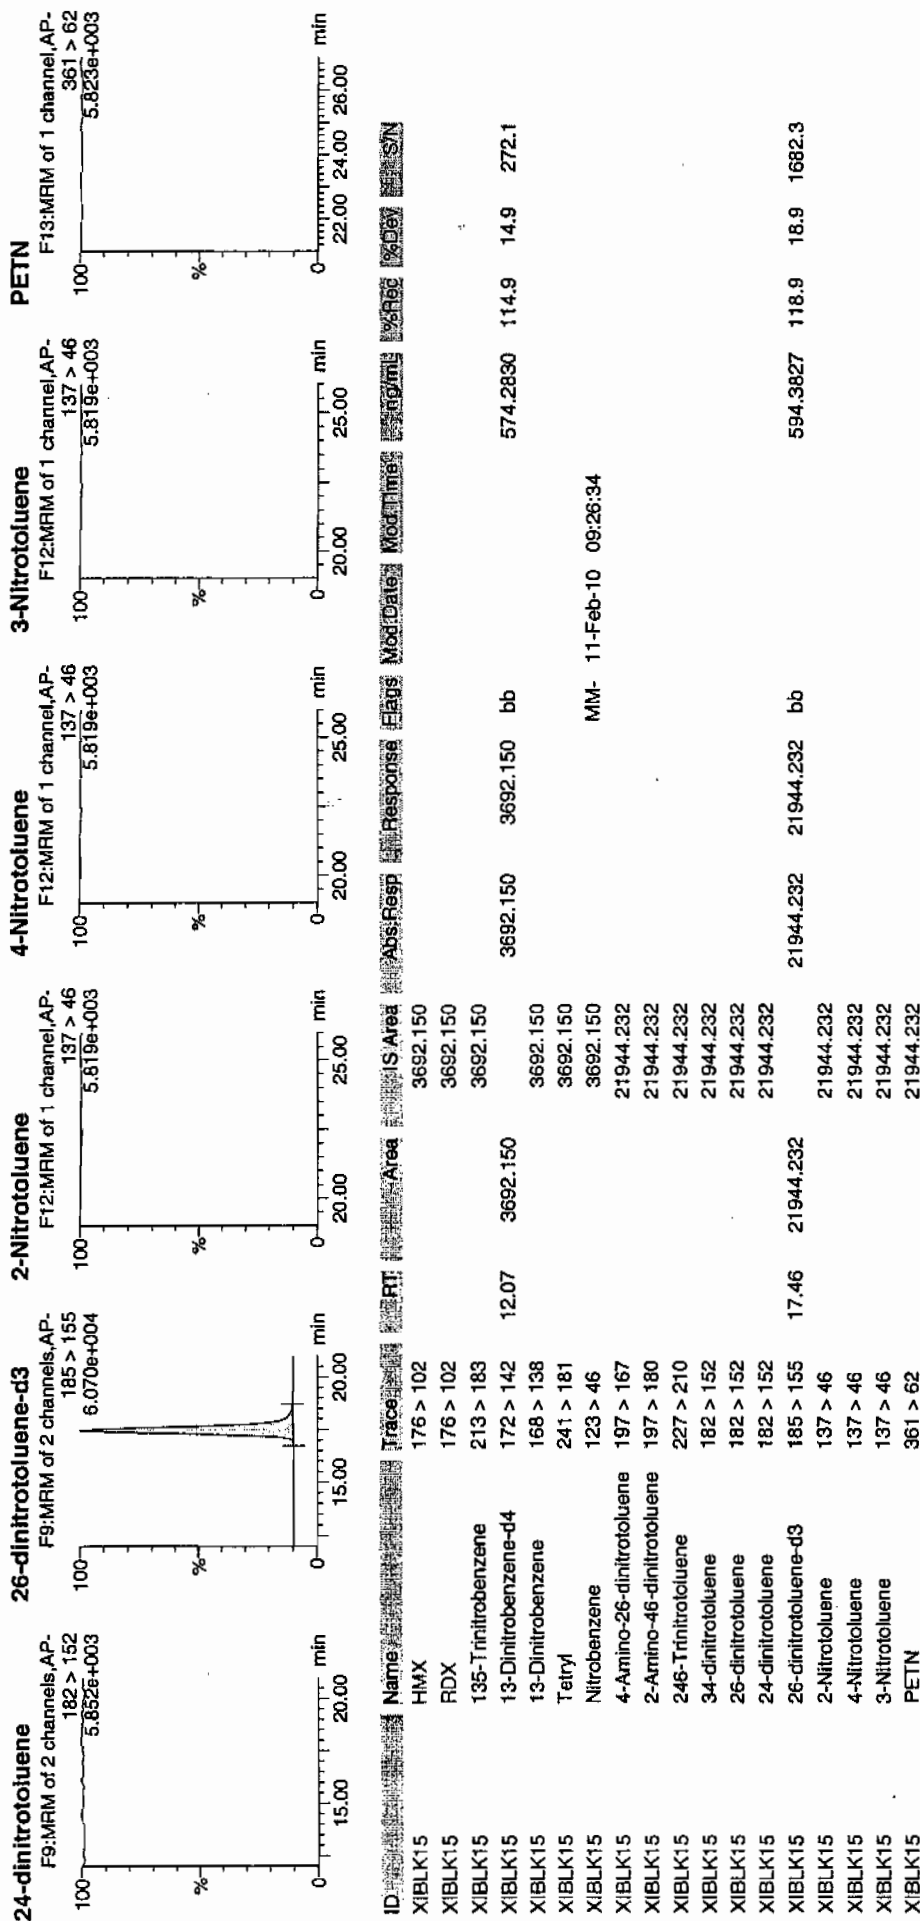 24-dinitrotoluene
F9:MRM of 2 channels,AP-
182 > 152
5.852e+003
100
%
0
15.00 20.00 min
26-dinitrotoluene-d3
F9:MRM of 2 channels,AP-
185 > 155
6.070e+004
100
%
0
15.00 20.00 min
2-Nitrotoluene
F12:MRM of 1 channel,AP-
137 > 46
5.819e+003
100
%
0
20.00 25.00 min
4-Nitrotoluene
F12:MRM of 1 channel,AP-
137 > 46
5.819e+003
100
%
0
20.00 25.00 min
3-Nitrotoluene
F12:MRM of 1 channel,AP-
137 > 46
5.819e+003
100
%
0
20.00 25.00 min
PETN
F13:MRM of 1 channel,AP-
361 > 62
5.823e+003
100
%
0
22.00 24.00 26.00 min
ID Name Trace RT Area IS Area Abs.Resp Response Flags Mod.Date Mod.Time ng/mL %Rec %Dev S/N
XIBLK15 HMX 176 > 102 3692.150
XIBLK15 RDX 176 > 102 3692.150
XIBLK15 135-Trinitrobenzene 213 > 183 3692.150
XIBLK15 13-Dinitrobenzene-d4 172 > 142 12.07 3692.150 3692.150 3692.150 bb 574.2830 114.9 14.9 272.1
XIBLK15 13-Dinitrobenzene 168 > 138 3692.150
XIBLK15 Tetryl 241 > 181 3692.150
XIBLK15 Nitrobenzene 123 > 46 3692.150 MM- 11-Feb-10 09:26:34
XIBLK15 4-Amino-26-dinitrotoluene 197 > 167 21944.232
XIBLK15 2-Amino-46-dinitrotoluene 197 > 180 21944.232
XIBLK15 246-Trinitrotoluene 227 > 210 21944.232
XIBLK15 34-dinitrotoluene 182 > 152 21944.232
XIBLK15 26-dinitrotoluene 182 > 152 21944.232
XIBLK15 24-dinitrotoluene 182 > 152 21944.232
XIBLK15 26-dinitrotoluene-d3 185 > 155 17.46 21944.232 21944.232 21944.232 bb 594.3827 118.9 18.9 1682.3
XIBLK15 2-Nitrotoluene 137 > 46 21944.232
XIBLK15 4-Nitrotoluene 137 > 46 21944.232
XIBLK15 3-Nitrotoluene 137 > 46 21944.232
XIBLK15 PETN 361 > 62 21944.232